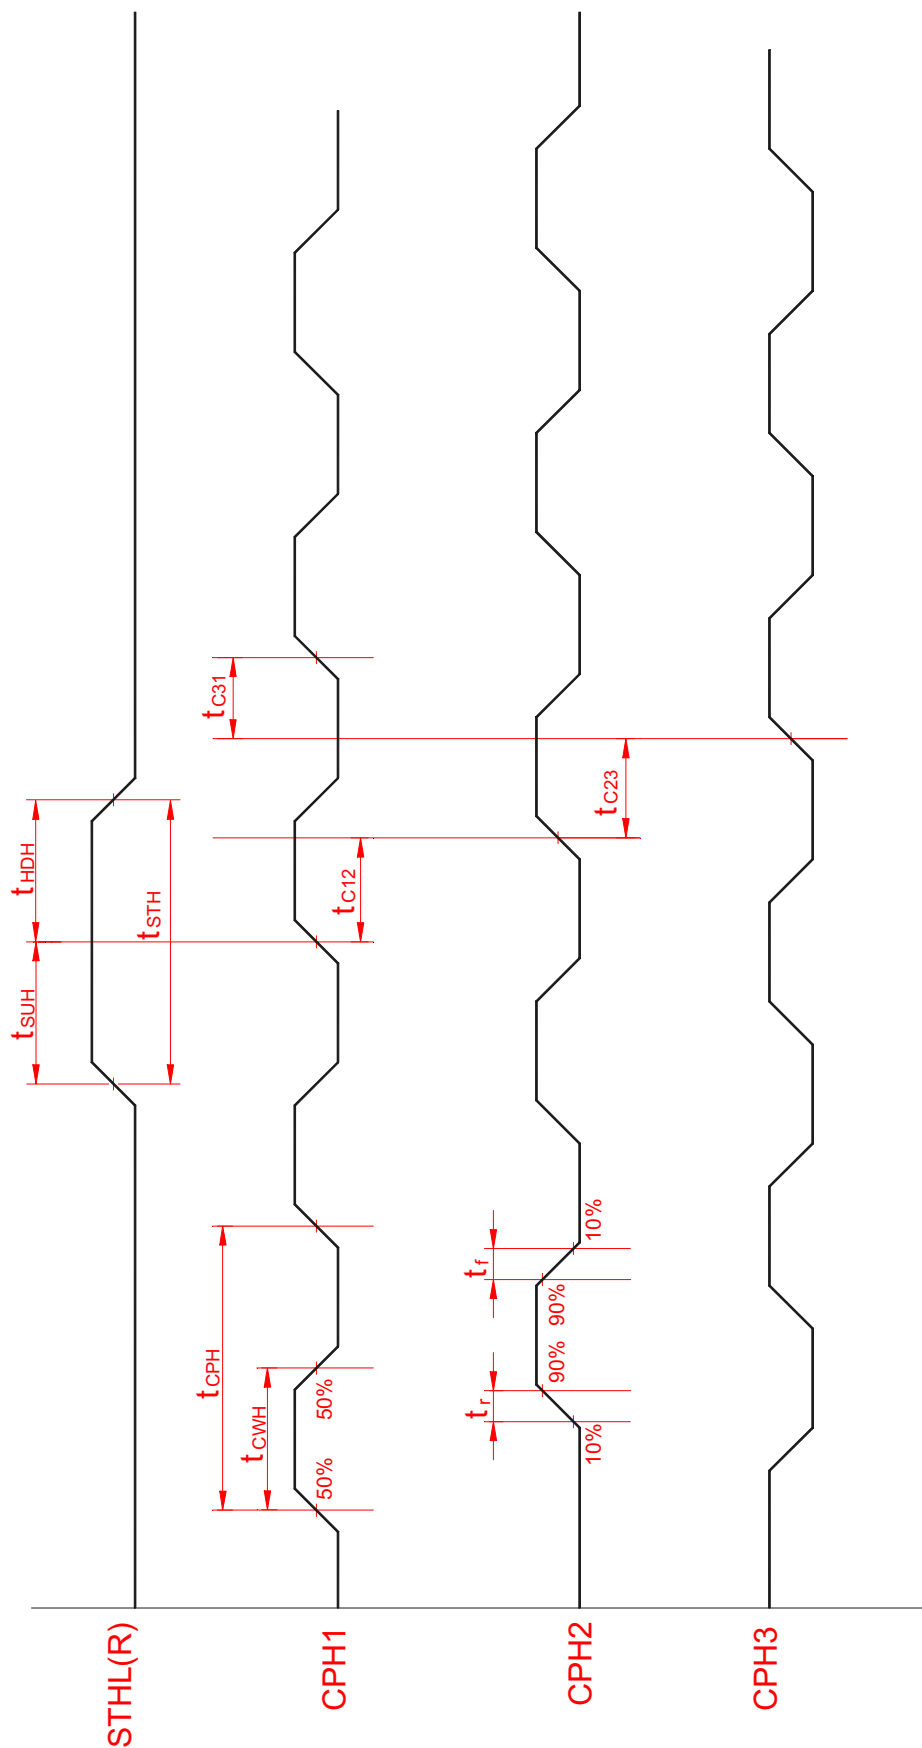 STHL(R)
tSUH
tHDH
tSTH
CPH1
tCPH
tCWH
50%
50%
tC12
tC31
CPH2
tr
tf
10%
90%
90%
10%
tC23
CPH3